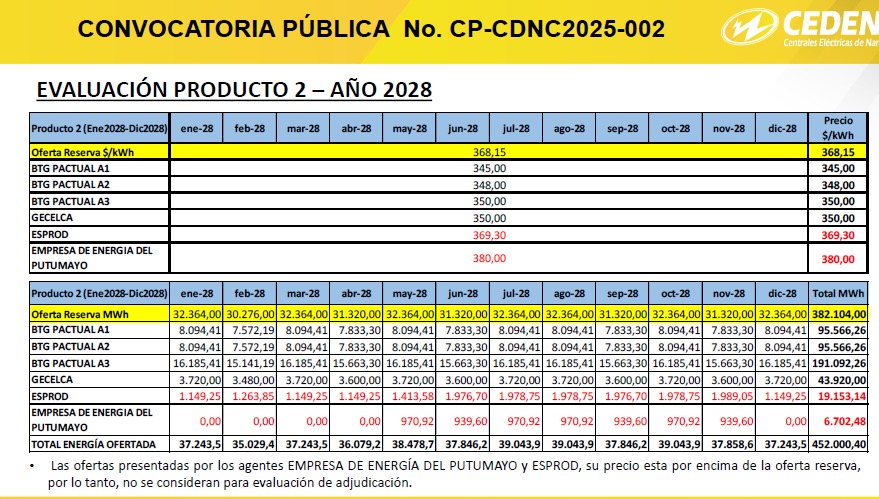 CONVOCATORIA PÚBLICA No. CP-CDNC2025-002
CEDEN
Centrales Eléctricas de Nar
EVALUACIÓN PRODUCTO 2 – AÑO 2028
Producto 2 (Ene2028-Dic2028) ene-28 feb-28 mar-28 abr-28 may-28 jun-28 jul-28 ago-28 sep-28 oct-28 nov-28 dic-28 Precio $/kWh
Oferta Reserva $/kWh 368,15 368,15
BTG PACTUAL A1 345,00 345,00
BTG PACTUAL A2 348,00 348,00
BTG PACTUAL A3 350,00 350,00
GECELCA 350,00 350,00
ESPROD 369,30 369,30
EMPRESA DE ENERGIA DEL PUTUMAYO 380,00 380,00
Producto 2 (Ene2028-Dic2028) ene-28 feb-28 mar-28 abr-28 may-28 jun-28 jul-28 ago-28 sep-28 oct-28 nov-28 dic-28 Total MWh
Oferta Reserva MWh 32.364,00 30.276,00 32.364,00 31.320,00 32.364,00 31.320,00 32.364,00 32.364,00 31.320,00 32.364,00 31.320,00 32.364,00 382.104,00
BTG PACTUAL A1 8.094,41 7.572,19 8.094,41 7.833,30 8.094,41 7.833,30 8.094,41 8.094,41 7.833,30 8.094,41 7.833,30 8.094,41 95.566,26
BTG PACTUAL A2 8.094,41 7.572,19 8.094,41 7.833,30 8.094,41 7.833,30 8.094,41 8.094,41 7.833,30 8.094,41 7.833,30 8.094,41 95.566,26
BTG PACTUAL A3 16.185,41 15.141,19 16.185,41 15.663,30 16.185,41 15.663,30 16.185,41 16.185,41 15.663,30 16.185,41 15.663,30 16.185,41 191.092,26
GECELCA 3.720,00 3.480,00 3.720,00 3.600,00 3.720,00 3.600,00 3.720,00 3.720,00 3.600,00 3.720,00 3.600,00 3.720,00 43.920,00
ESPROD 1.149,25 1.263,85 1.149,25 1.149,25 1.413,58 1.976,70 1.978,75 1.978,75 1.976,70 1.978,75 1.989,05 1.149,25 19.153,14
EMPRESA DE ENERGIA DEL PUTUMAYO 0,00 0,00 0,00 0,00 970,92 939,60 970,92 970,92 939,60 970,92 939,60 0,00 6.702,48
TOTAL ENERGÍA OFERTADA 37.243,5 35.029,4 37.243,5 36.079,2 38.478,7 37.846,2 39.043,9 39.043,9 37.846,2 39.043,9 37.858,6 37.243,5 452.000,40
• Las ofertas presentadas por los agentes EMPRESA DE ENERGÍA DEL PUTUMAYO y ESPROD, su precio esta por encima de la oferta reserva,
por lo tanto, no se consideran para evaluación de adjudicación.